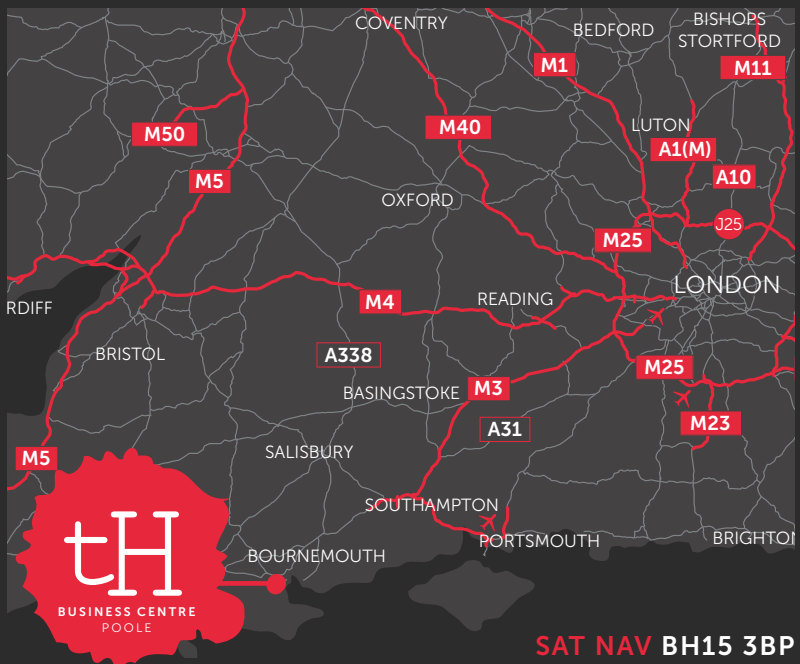 COVENTRY
BEDFORD
BISHOPS
STORTFORD
M1
M11
M50
M40
LUTON
A1(M)
M5
A10
OXFORD
J25
M25
LONDON
RDIFF
M4
READING
BRISTOL
A338
M25
BASINGSTOKE
M3
M23
A31
SALISBURY
M5
SOUTHAMPTON
PORTSMOUTH
BRIGHTON
BOURNEMOUTH
tH
BUSINESS CENTRE
POOLE
SAT NAV BH15 3BP